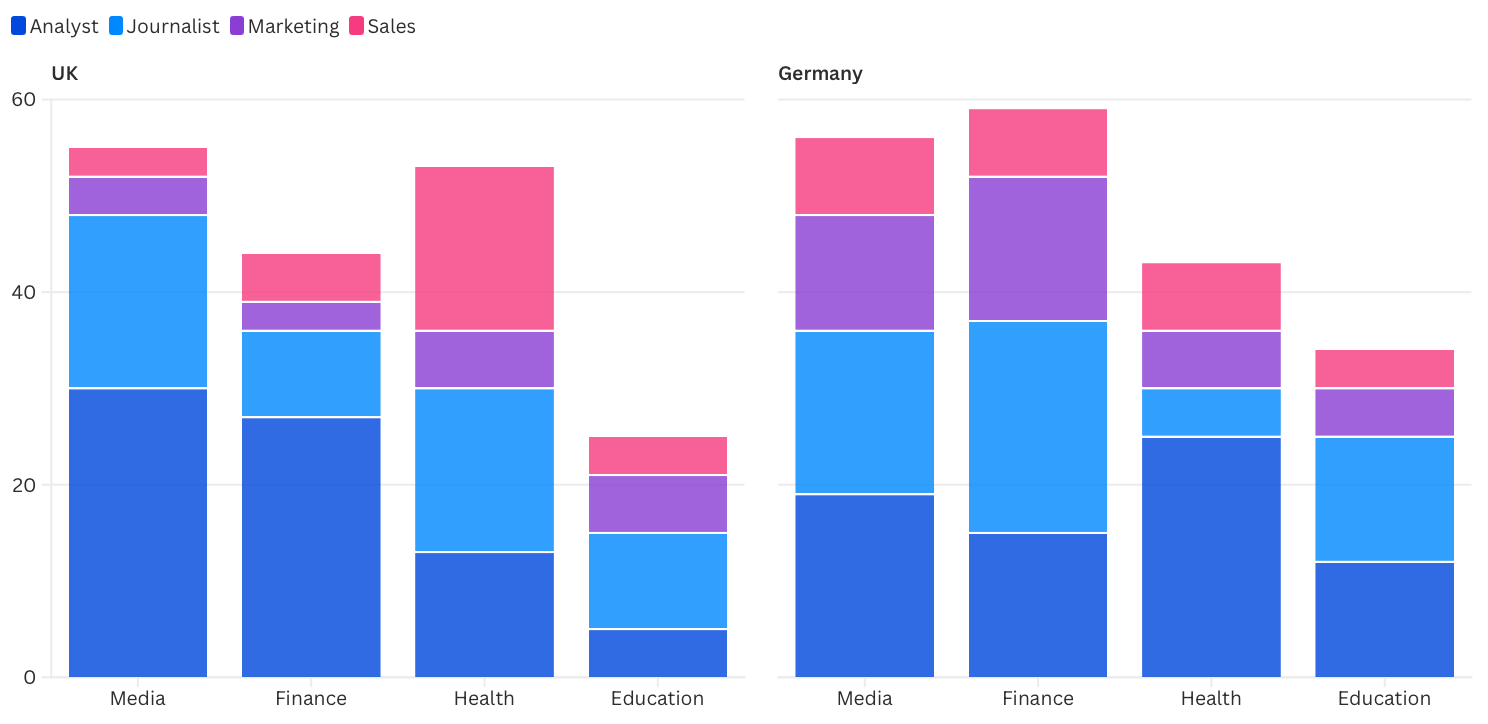 Analyst Journalist Marketing Sales
UK
60
40
20
0
Media Finance Health Education
Germany
Media Finance Health Education